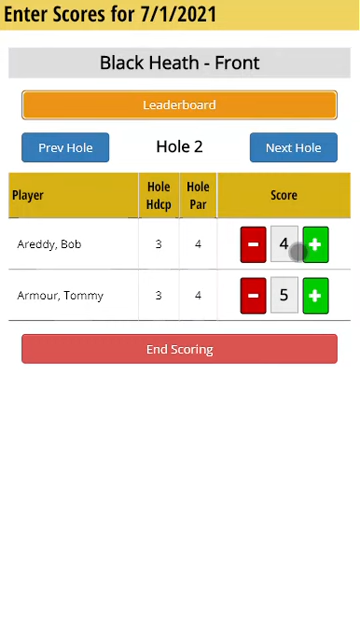 Enter Scores for 7/1/2021
Black Heath - Front
Leaderboard
Prev Hole Hole 2 Next Hole
Player Hole Hdcp Hole Par Score
Areddy, Bob 3 4 − 4 +
Armour, Tommy 3 4 − 5 +
End Scoring